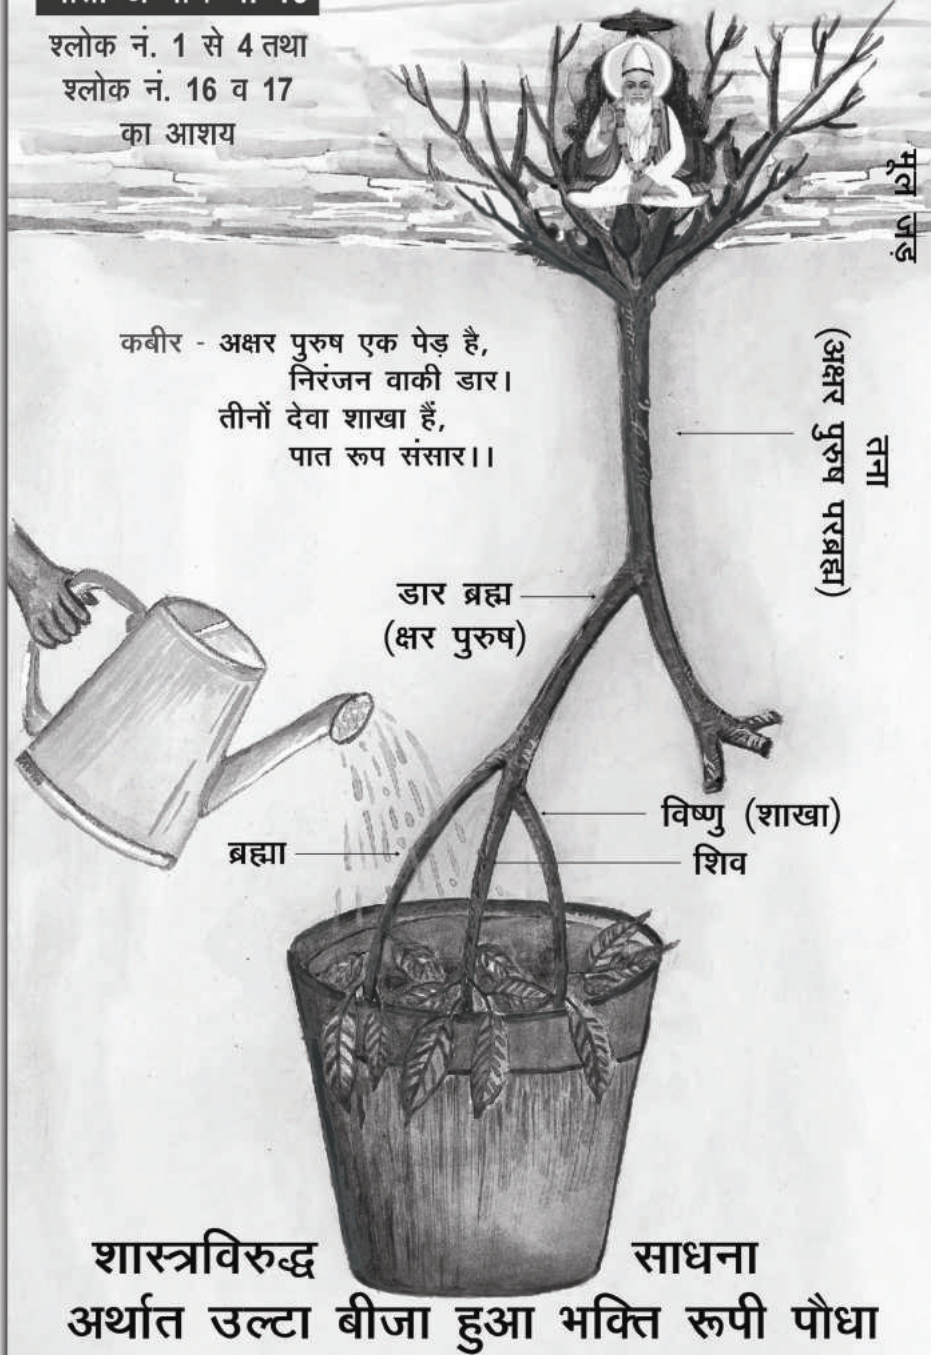 श्लोक नं. 1 से 4 तथा
श्लोक नं. 16 व 17
का आशय
मूल जड़
कबीर - अक्षर पुरुष एक पेड़ है,
निरंजन वाकी डार।
तीनों देवा शाखा हैं,
पात रूप संसार।।
तना
(अक्षर पुरुष परब्रह्म)
डार ब्रह्म
(क्षर पुरुष)
विष्णु (शाखा)
ब्रह्मा
शिव
शास्त्रविरुद्ध साधना
अर्थात उल्टा बीजा हुआ भक्ति रूपी पौधा